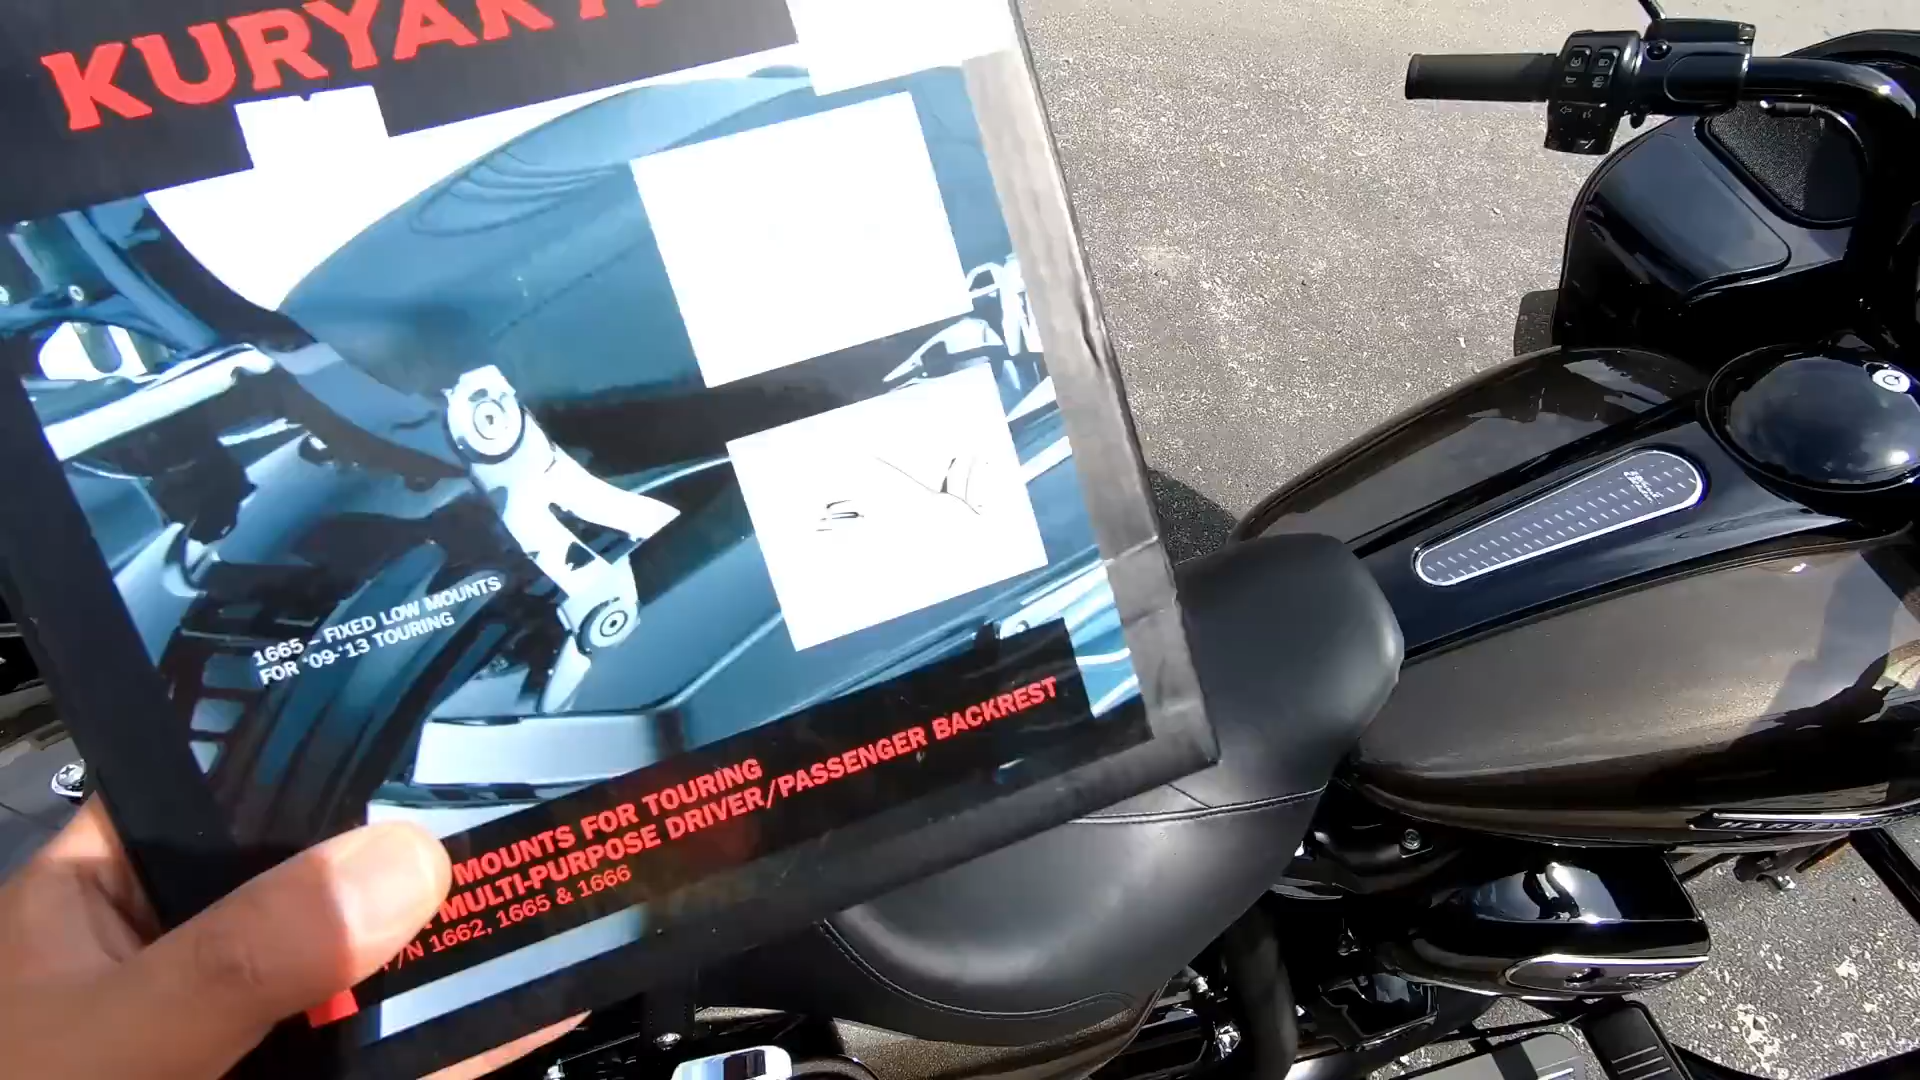 KURYAKYN
1665 – FIXED LOW MOUNTS
FOR '09-'13 TOURING
MOUNTS FOR TOURING
MULTI-PURPOSE DRIVER/PASSENGER BACKREST
P/N 1662, 1665 & 1666